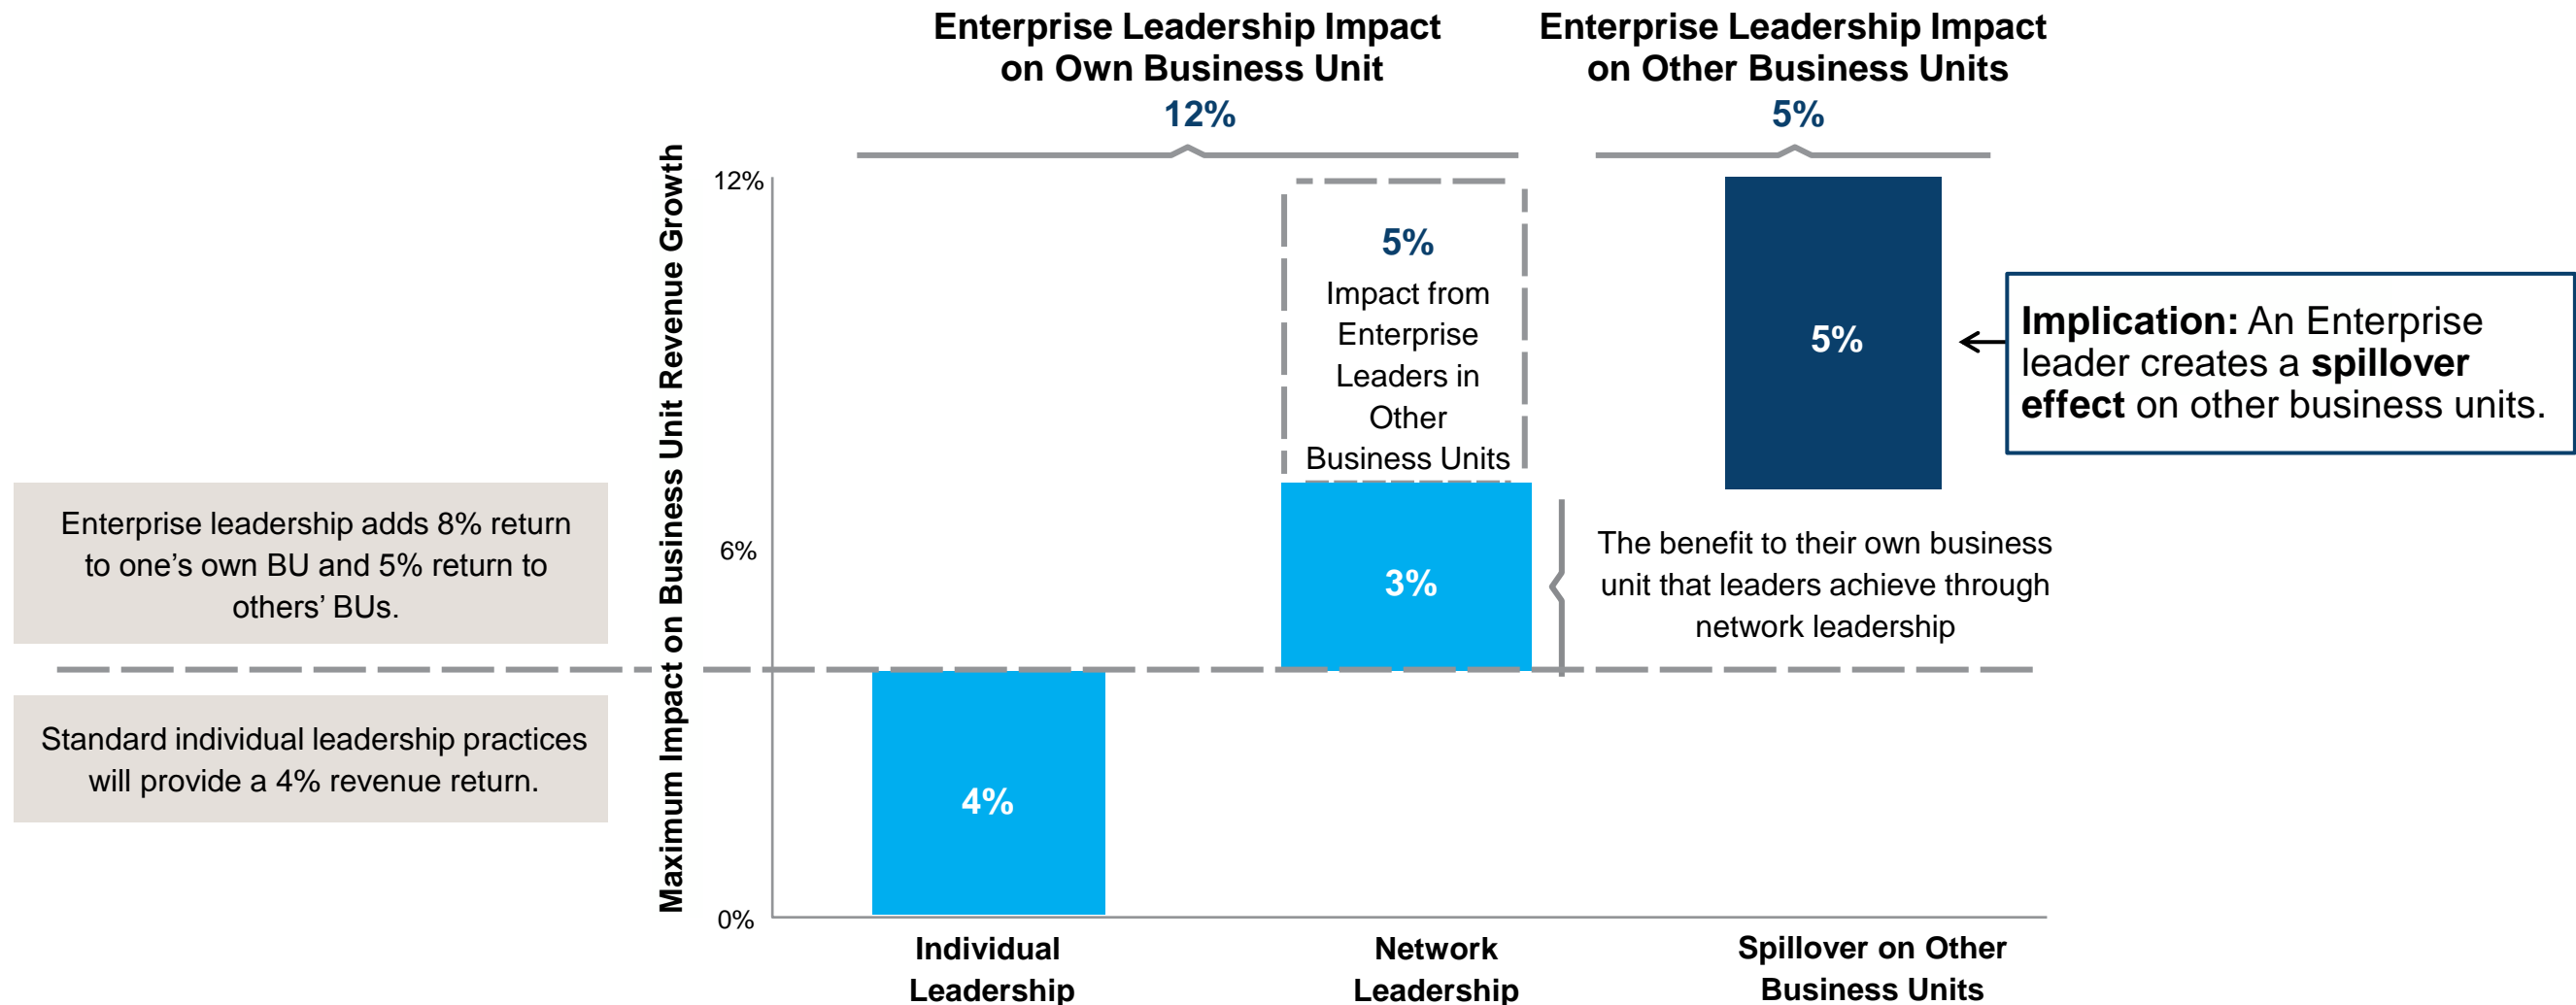 Enterprise Leadership Impact
on Own Business Unit
12%
Enterprise Leadership Impact
on Other Business Units
5%
Maximum Impact on Business Unit Revenue Growth
12%
6%
0%
5%
Impact from
Enterprise
Leaders in
Other
Business Units
3%
4%
5%
Implication: An Enterprise
leader creates a spillover
effect on other business units.
The benefit to their own business
unit that leaders achieve through
network leadership
Enterprise leadership adds 8% return
to one’s own BU and 5% return to
others’ BUs.
Standard individual leadership practices
will provide a 4% revenue return.
Individual
Leadership
Network
Leadership
Spillover on Other
Business Units